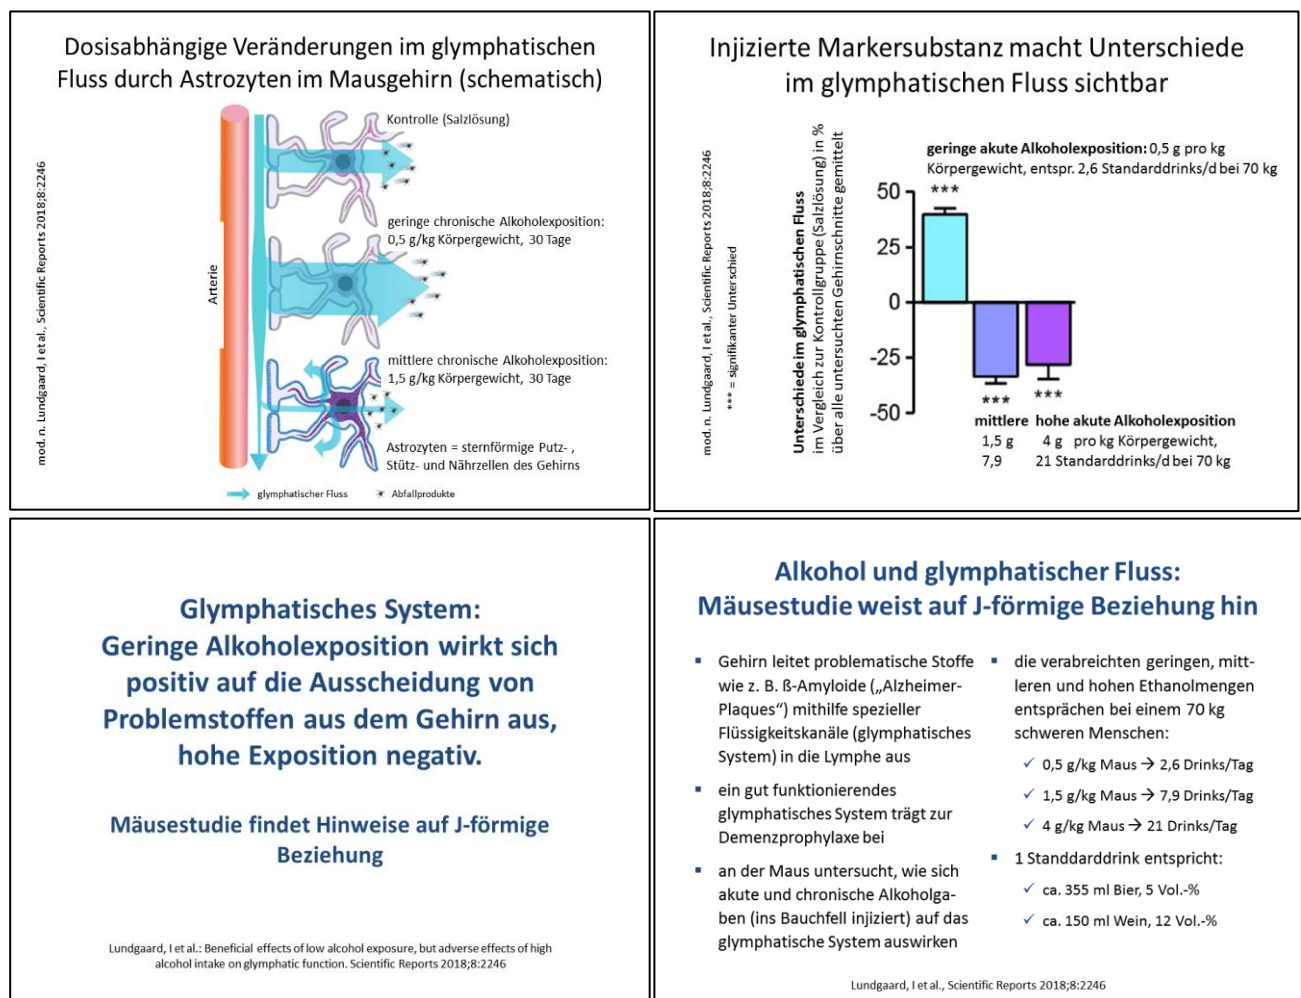 Dosisabhängige Veränderungen im glymphatischen
Fluss durch Astrozyten im Mausgehirn (schematisch)
mod. n. Lundgaard, I et al., Scientific Reports 2018;8:2246
Arterie
Kontrolle (Salzlösung)
geringe chronische Alkoholexposition:
0,5 g/kg Körpergewicht, 30 Tage
mittlere chronische Alkoholexposition:
1,5 g/kg Körpergewicht, 30 Tage
Astrozyten = sternförmige Putz- ,
Stütz- und Nährzellen des Gehirns
glymphatischer Fluss
Abfallprodukte
Injizierte Markersubstanz macht Unterschiede
im glymphatischen Fluss sichtbar
mod. n. Lundgaard, I et al., Scientific Reports 2018;8:2246
*** = signifikanter Unterschied
Unterschiede im glymphatischen Fluss
im Vergleich zur Kontrollgruppe (Salzlösung) in %
über alle untersuchten Gehirnschnitte gemittelt
geringe akute Alkoholexposition: 0,5 g pro kg
Körpergewicht, entspr. 2,6 Standarddrinks/d bei 70 kg
50
25
0
-25
-50
***
***
***
mittlere hohe akute Alkoholexposition
1,5 g 4 g pro kg Körpergewicht,
7,9 21 Standarddrinks/d bei 70 kg
Glymphatisches System:
Geringe Alkoholexposition wirkt sich
positiv auf die Ausscheidung von
Problemstoffen aus dem Gehirn aus,
hohe Exposition negativ.
Mäusestudie findet Hinweise auf J-förmige
Beziehung
Lundgaard, I et al.: Beneficial effects of low alcohol exposure, but adverse effects of high
alcohol intake on glymphatic function. Scientific Reports 2018;8:2246
Alkohol und glymphatischer Fluss:
Mäusestudie weist auf J-förmige Beziehung hin
▪ Gehirn leitet problematische Stoffe
wie z. B. ß-Amyloide („Alzheimer-
Plaques“) mithilfe spezieller
Flüssigkeitskanäle (glymphatisches
System) in die Lymphe aus
▪ ein gut funktionierendes
glymphatisches System trägt zur
Demenzprophylaxe bei
▪ an der Maus untersucht, wie sich
akute und chronische Alkoholga-
ben (ins Bauchfell injiziert) auf das
glymphatische System auswirken
▪ die verabreichten geringen, mitt-
leren und hohen Ethanolmengen
entsprächen bei einem 70 kg
schweren Menschen:
✓ 0,5 g/kg Maus → 2,6 Drinks/Tag
✓ 1,5 g/kg Maus → 7,9 Drinks/Tag
✓ 4 g/kg Maus → 21 Drinks/Tag
▪ 1 Standdarddrink entspricht:
✓ ca. 355 ml Bier, 5 Vol.-%
✓ ca. 150 ml Wein, 12 Vol.-%
Lundgaard, I et al., Scientific Reports 2018;8:2246